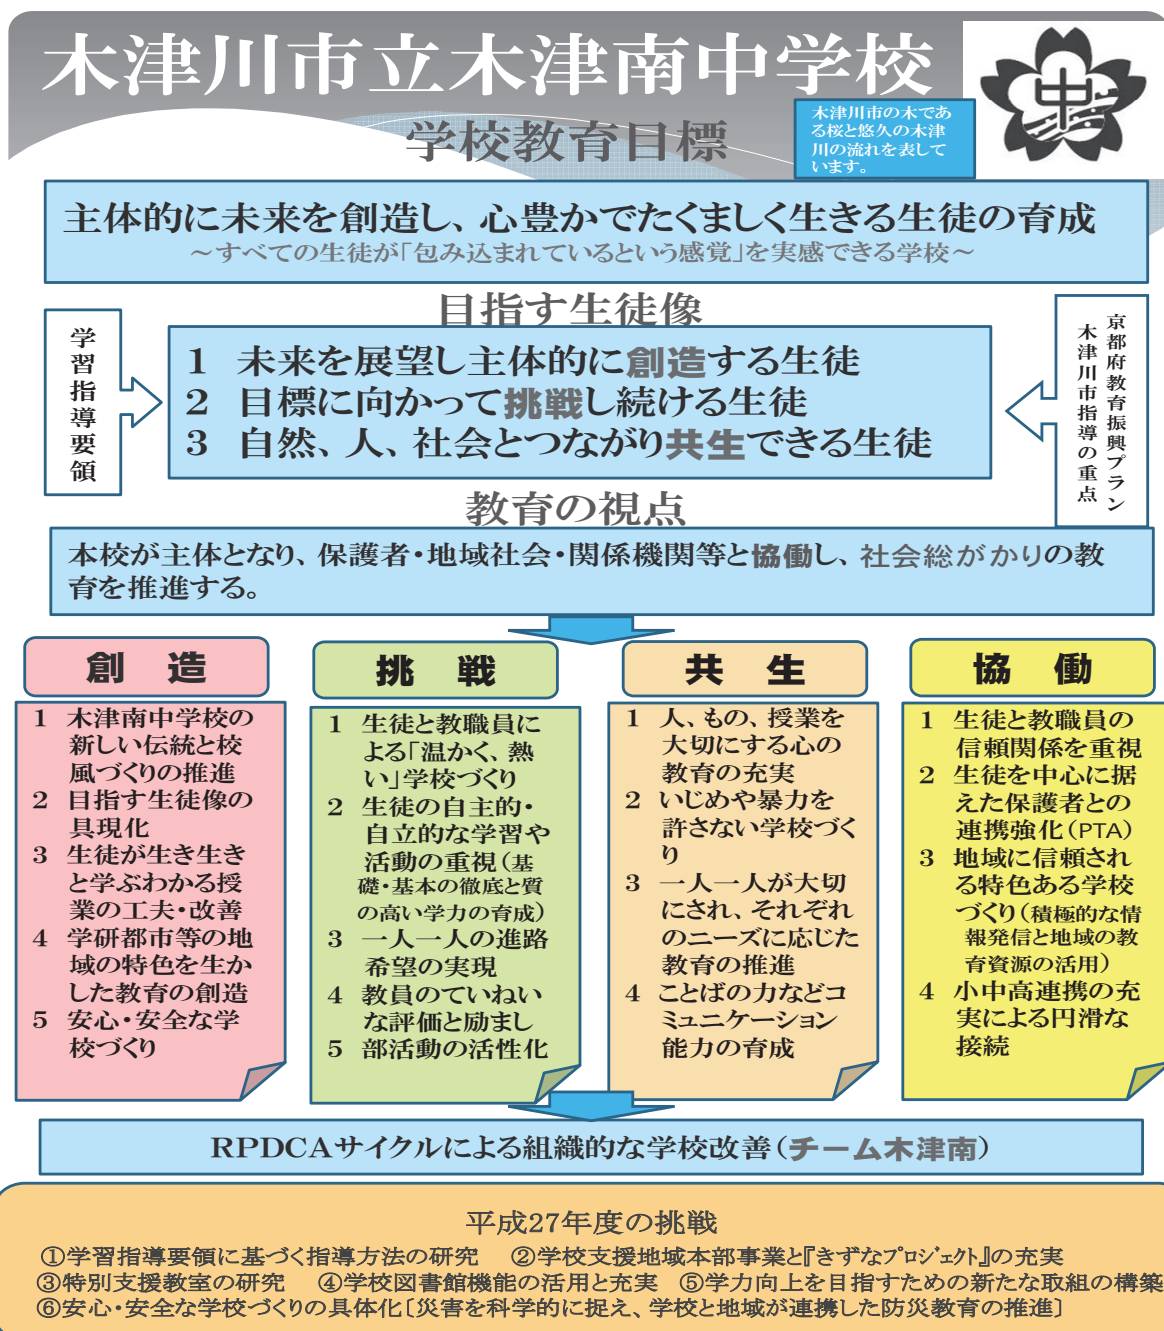 木津川市立木津南中学校
中
学校教育目標
木津川市の木であ
る桜と悠久の木津
川の流れを表して
います。
主体的に未来を創造し、心豊かでたくましく生きる生徒の育成
～すべての生徒が「包み込まれているという感覚」を実感できる学校～
目指す生徒像
学習指導要領
1 未来を展望し主体的に創造する生徒
2 目標に向かって挑戦し続ける生徒
3 自然、人、社会とつながり共生できる生徒
京都府教育振興プラン
木津川市指導の重点
教育の視点
本校が主体となり、保護者・地域社会・関係機関等と協働し、社会総がかりの教
育を推進する。
創 造
1 木津南中学校の
新しい伝統と校
風づくりの推進
2 目指す生徒像の
具現化
3 生徒が生き生き
と学ぶわかる授
業の工夫・改善
4 学研都市等の地
域の特色を生か
した教育の創造
5 安心・安全な学
校づくり
挑 戦
1 生徒と教職員に
よる「温かく、熱
い」学校づくり
2 生徒の自主的・
自立的な学習や
活動の重視（基
礎・基本の徹底と質
の高い学力の育成）
3 一人一人の進路
希望の実現
4 教員のていねい
な評価と励まし
5 部活動の活性化
共 生
1 人、もの、授業を
大切にする心の
教育の充実
2 いじめや暴力を
許さない学校づく
り
3 一人一人が大切
にされ、それぞれ
のニーズに応じた
教育の推進
4 ことばの力などコ
ミュニケーション
能力の育成
協 働
1 生徒と教職員の
信頼関係を重視
2 生徒を中心に据
えた保護者との
連携強化（PTA）
3 地域に信頼され
る特色ある学校
づくり（積極的な情
報発信と地域の教
育資源の活用）
4 小中高連携の充
実による円滑な
接続
RPDCAサイクルによる組織的な学校改善（チーム木津南）
平成27年度の挑戦
①学習指導要領に基づく指導方法の研究 ②学校支援地域本部事業と『きずなプロジェクト』の充実
③特別支援教室の研究 ④学校図書館機能の活用と充実 ⑤学力向上を目指すための新たな取組の構築
⑥安心・安全な学校づくりの具体化〔災害を科学的に捉え、学校と地域が連携した防災教育の推進〕